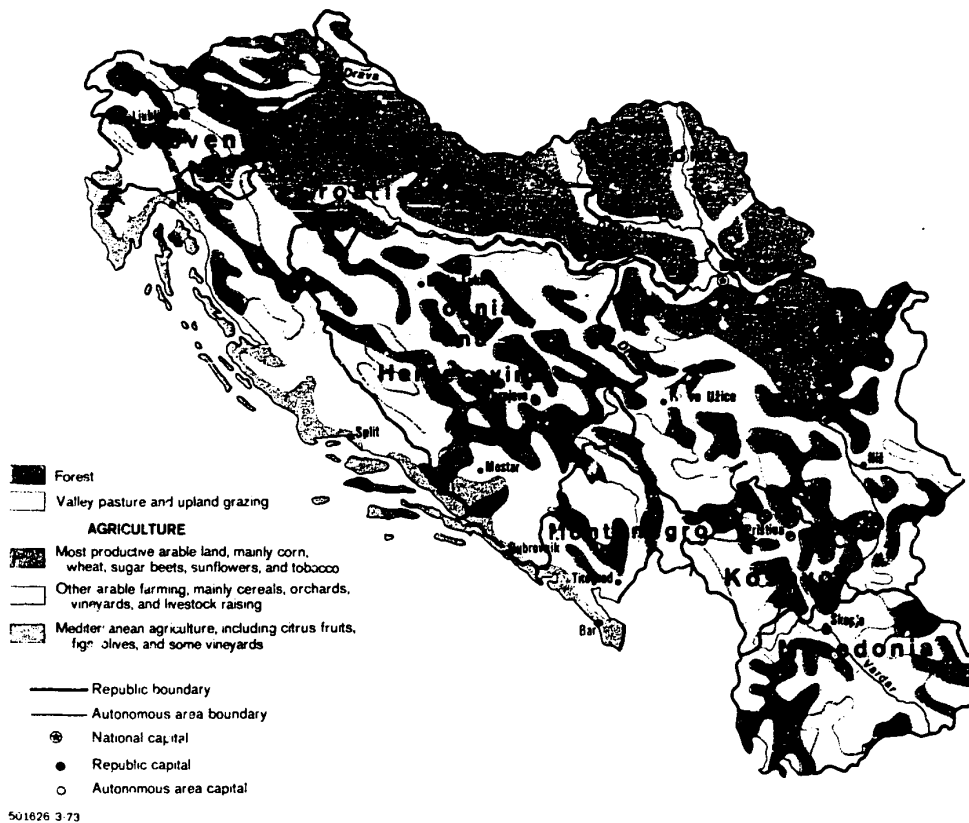 Drava
Split
Mostar
Dubrovnik
Titograd
Bar
Užice
Niš
Priština
Skopje
Vardar
Montenegro
Kosovo
Macedonia
Forest
Valley pasture and upland grazing
AGRICULTURE
Most productive arable land, mainly corn,
wheat, sugar beets, sunflowers, and tobacco
Other arable farming, mainly cereals, orchards,
vineyards, and livestock raising
Mediterranean agriculture, including citrus fruits,
figs, olives, and some vineyards
Republic boundary
Autonomous area boundary
National capital
Republic capital
Autonomous area capital
501626 3-73